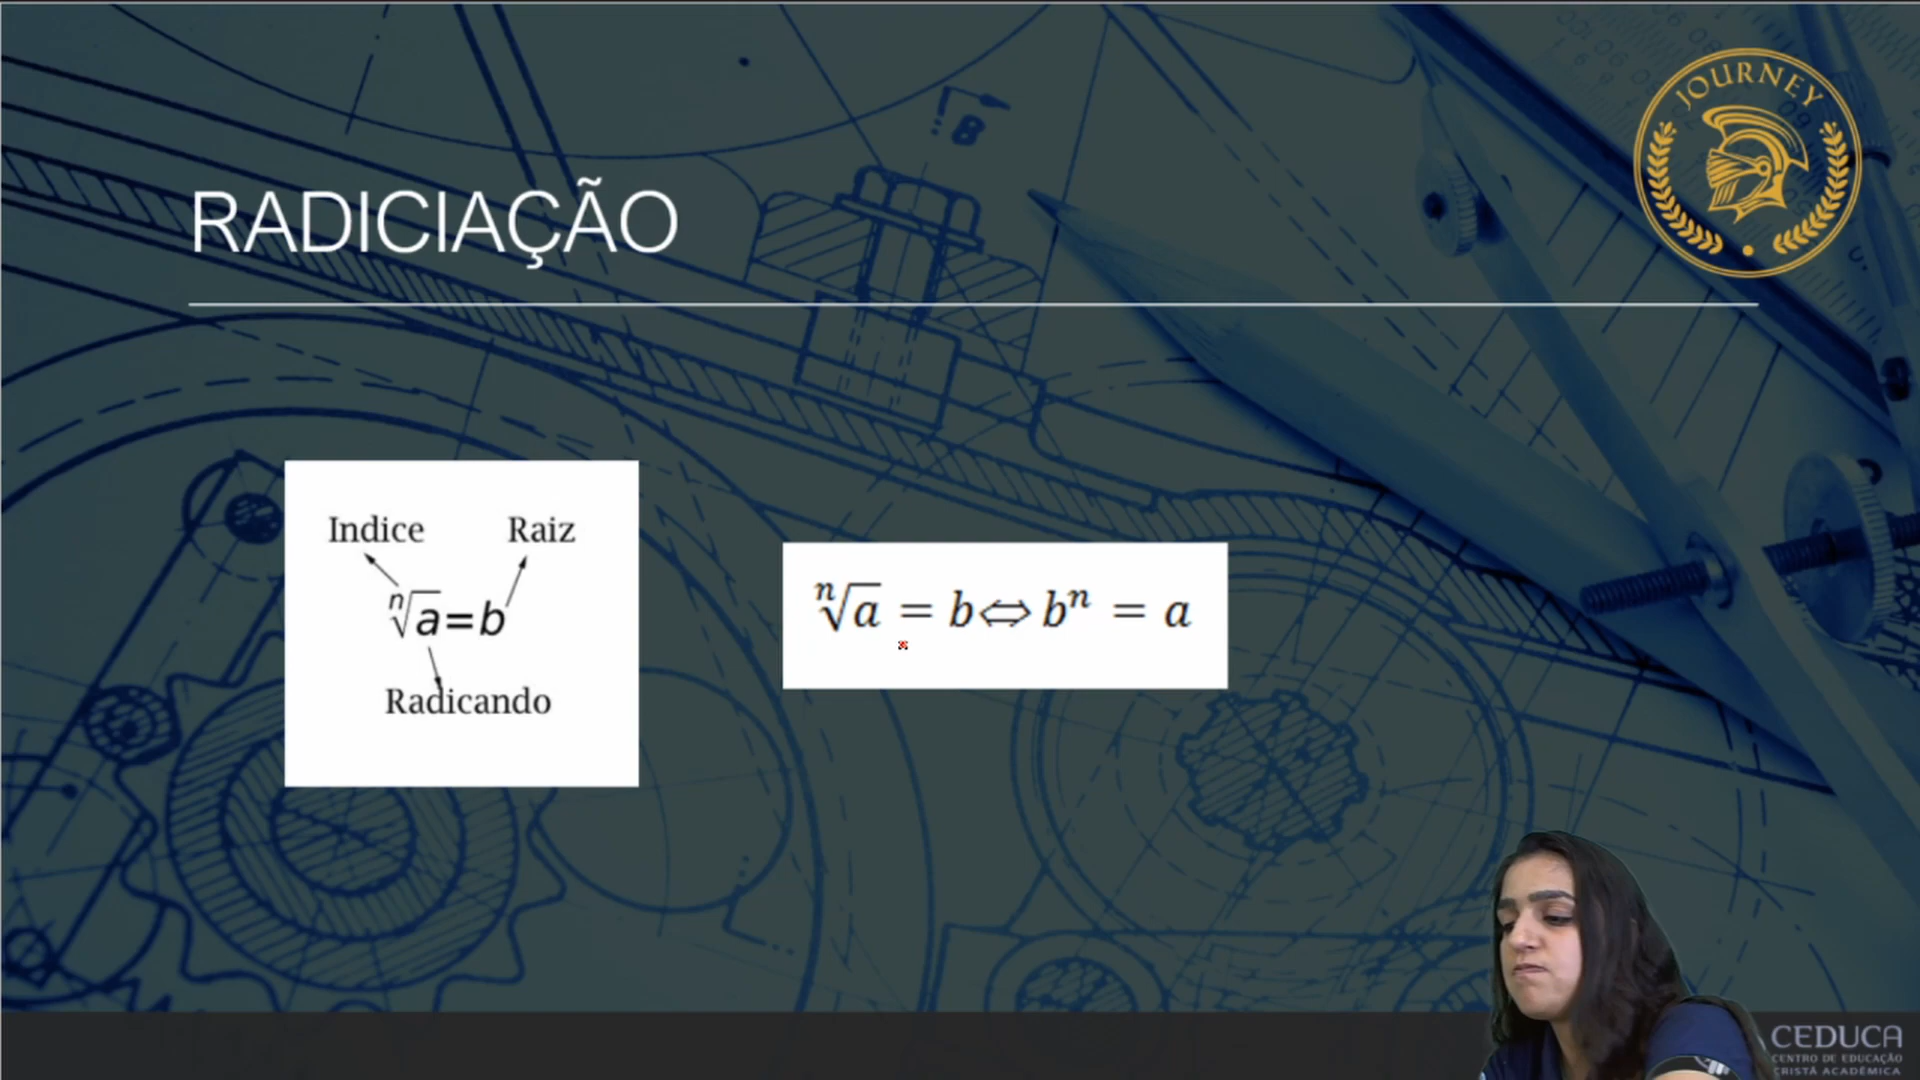 JOURNEY
B
RADICIAÇÃO
Indice Raiz
ⁿ√a=b
Radicando
ⁿ√a = b⇔bⁿ = a
CEDUCA
CENTRO DE EDUCAÇÃO
CRISTÃ ACADÊMICA